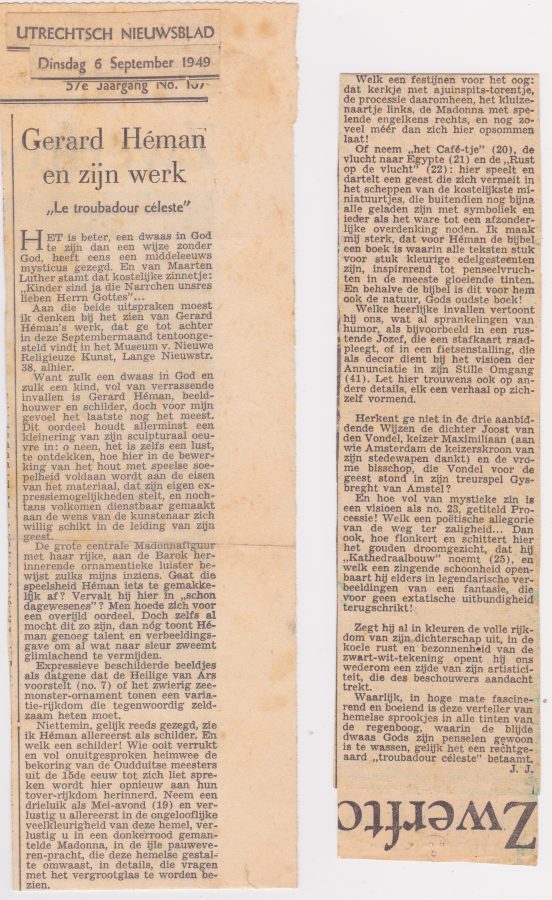 UTRECHTSCH NIEUWSBLAD
Dinsdag 6 September 1949
57e Jaargang No. 107
Gerard Héman
en zijn werk
„Le troubadour céleste"
HET is beter, een dwaas in God
te zijn dan een wijze zonder
God, heeft eens een middeleeuws
mysticus gezegd. En van Maarten
Luther stamt dat kostelijke zinnetje:
„Kinder sind ja die Narrchen unsres
lieben Herrn Gottes"...
Aan die beide uitspraken moest
ik denken bij het zien van Gerard
Héman's werk, dat ge tot achter
in deze Septembermaand tentoonge-
steld vindt in het Museum v. Nieuwe
Religieuze Kunst, Lange Nieuwstr.
38, alhier.
Want zulk een dwaas in God en
zulk een kind, vol van verrassende
invallen is Gerard Héman, beeld-
houwer en schilder, doch voor mijn
gevoel het laatste nog het meest.
Dit oordeel houdt allerminst een
kleinering van zijn sculpturaal oeu-
vre in: o neen, het is zelfs een lust,
te ontdekken, hoe hier in de bewer-
king van het hout met speelse soe-
pelheid voldaan wordt aan de eisen
van het materiaal, dat zijn eigen ex-
pressiemogelijkheden stelt, en noch-
tans volkomen dienstbaar gemaakt
aan de wens van de kunstenaar zich
willig schikt in de leiding van zijn
geest.
De grote centrale Madonnafiguur
met haar rijke, aan de Barok her-
innerende ornamentieke luister be-
wijst zulks mijns inziens. Gaat die
speelsheid Héman iets te gemakke-
lijk af? Vervalt hij hier in „schon
dagewesenes"? Men hoede zich voor
een overijld oordeel. Doch zelfs al
mocht dit zo zijn, dan nóg toont Hé-
man genoeg talent en verbeeldings-
gave om al wat naar sleur zweemt
glimlachend te vermijden.
Expressieve beschilderde beeldjes
als datgene dat de Heilige van Ars
voorstelt (no. 7) of het zwierig zee-
monster-ornament tonen een varia-
tie-rijkdom die tegenwoordig zeld-
zaam heten moet.
Niettemin, gelijk reeds gezegd, zie
ik Héman allereerst als schilder. En
welk een schilder! Wie ooit verrukt
en vol onuitgesproken heimwee de
bekoring van de Oudduitse meesters
uit de 15de eeuw tot zich liet spre-
ken wordt hier opnieuw aan hun
tover-rijkdom herinnerd. Neem een
drieluik als Mei-avond (19) en ver-
lustig u allereerst in de ongelooflijke
veelkleurigheid van deze hemel, ver-
lustig u in een donkerrood geman-
telde Madonna, in de ijle pauweve-
ren-pracht, die deze hemelse gestal-
te omwaast, in details, die vragen
met het vergrootglas te worden be-
zien.
Welk een festijnen voor het oog:
dat kerkje met ajuinspits-torentje,
de processie daaromheen, het kluize-
naartje links, de Madonna met spe-
lende engelkens rechts, en nog zo-
veel méér dan zich hier opsommen
laat!
Of neem „het Café-tje" (20), de
vlucht naar Egypte (21) en de „Rust
op de vlucht" (22): hier speelt en
dartelt een geest die zich vermeit in
het scheppen van de kostelijkste mi-
niatuurtjes, die buitendien nog bijna
alle geladen zijn met symboliek en
ieder als het ware tot een afzonder-
lijke overdenking noden. Ik maak
mij sterk, dat voor Héman de bijbel
een boek is waarin alle teksten stuk
voor stuk kleurige edelgesteenten
zijn, inspirerend tot penseelvruch-
ten in de meeste gloeiende tinten.
En behalve de bijbel is dit voor hem
ook de natuur, Gods oudste boek!
Welke heerlijke invallen vertoont
hij ons, wat al sprankelingen van
humor, als bijvoorbeeld in een rus-
tende Jozef, die een stafkaart raad-
pleegt, of in een fietsenstalling, die
als decor dient bij het visioen der
Annunciatie in zijn Stille Omgang
(41). Let hier trouwens ook op an-
dere details, elk een verhaal op zich-
zelf vormend.
Herkent ge niet in de drie aanbid-
dende Wijzen de dichter Joost van
den Vondel, keizer Maximiliaan (aan
wie Amsterdam de keizerskroon van
zijn stedewapen dankt) en de vro-
me bisschop, die Vondel voor de
geest stond in zijn treurspel Gys-
breght van Amstel?
En hoe vol van mystieke zin is
een visioen als no. 23, getiteld Pro-
cessie! Welk een poëtische allegorie
van de weg ter zaligheid... Dan
ook, hoe flonkert en schittert hier
het gouden droomgezicht, dat hij
„Kathedraalbouw" noemt (25), en
welk een zingende schoonheid open-
baart hij elders in legendarische ver-
beeldingen van een fantasie, die
voor geen extatische uitbundigheid
terugschrikt!
Zegt hij al in kleuren de volle rijk-
dom van zijn dichterschap uit, in de
koele rust en bezonnenheid van de
zwart-wit-tekening opent hij ons
wederom een zijde van zijn artistici-
teit, die des beschouwers aandacht
trekt.
Waarlijk, in hoge mate fascine-
rend en boeiend is deze verteller van
hemelse sprookjes in alle tinten van
de regenboog, waarin de blijde
dwaas Gods zijn penselen gewoon
is te wassen, gelijk het een rechtge-
aard „troubadour céleste" betaamt.
J. J.
Zwerfto